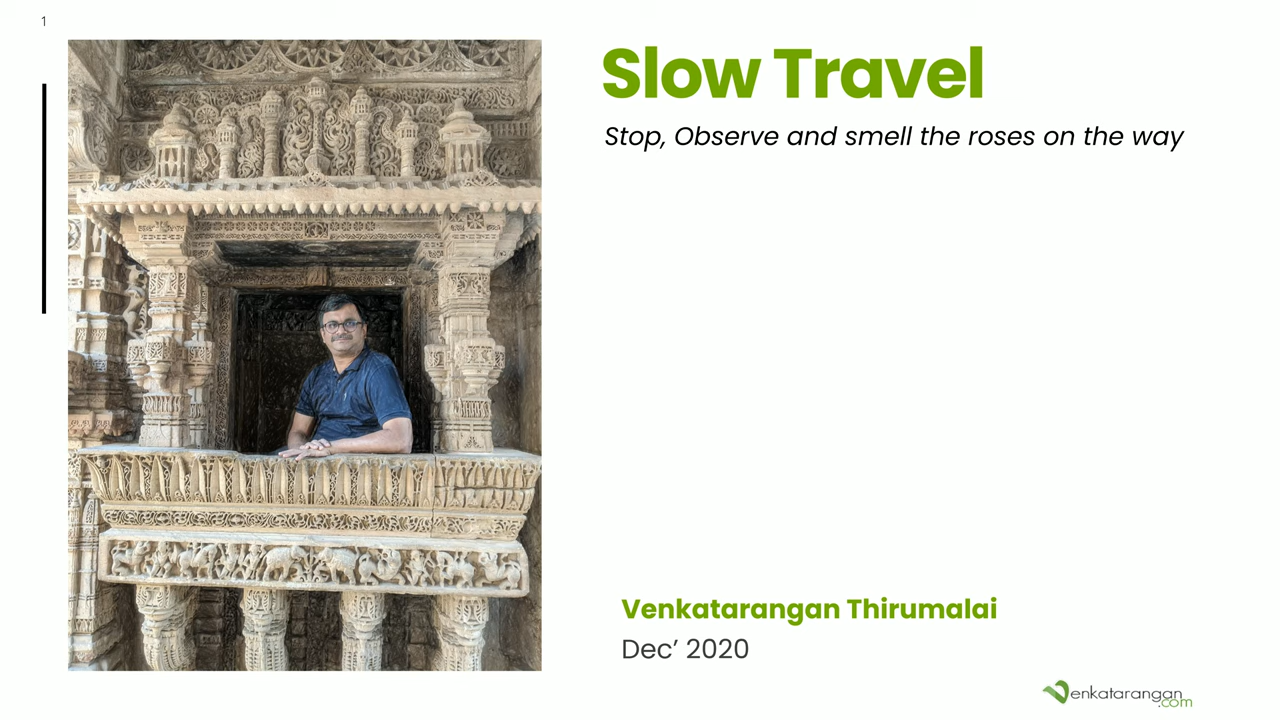 1
Slow Travel
Stop, Observe and smell the roses on the way
Venkatarangan Thirumalai
Dec’ 2020
Venkatarangan
.com